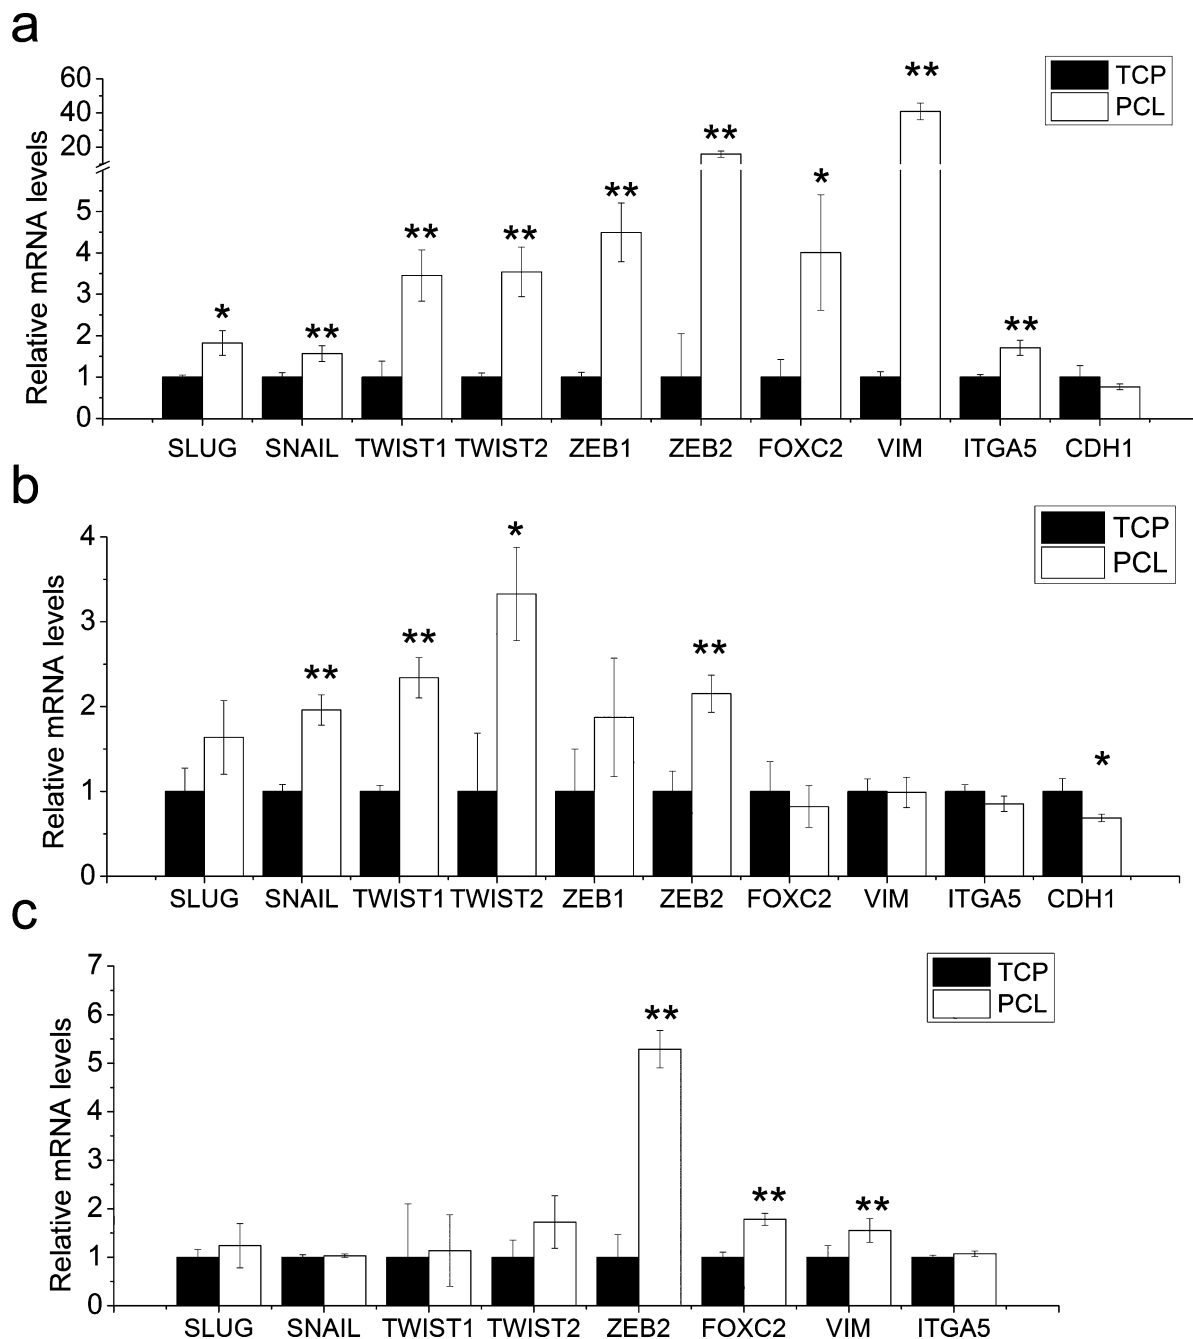 a
60
40
20
5
4
3
2
1
0
Relative mRNA levels
TCP
PCL
*
**
**
**
**
**
*
**
**
SLUG SNAIL TWIST1 TWIST2 ZEB1 ZEB2 FOXC2 VIM ITGA5 CDH1
b
4
3
2
1
0
Relative mRNA levels
TCP
PCL
**
**
*
**
*
SLUG SNAIL TWIST1 TWIST2 ZEB1 ZEB2 FOXC2 VIM ITGA5 CDH1
c
7
6
5
4
3
2
1
0
Relative mRNA levels
TCP
PCL
**
**
**
SLUG SNAIL TWIST1 TWIST2 ZEB2 FOXC2 VIM ITGA5